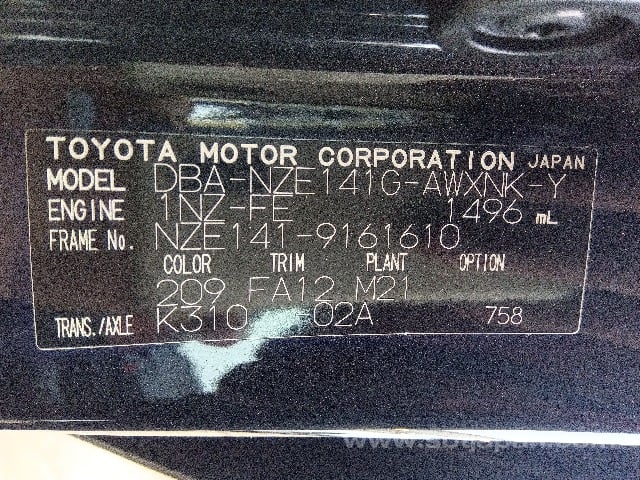 TOYOTA MOTOR CORPORATION JAPAN
MODEL DBA-NZE141G-AWXNK-Y
ENGINE 1NZ-FE 1496 mL
FRAME No. NZE141-9161610
COLOR TRIM PLANT OPTION
209 FA12 M21
TRANS./AXLE K310 -02A 758